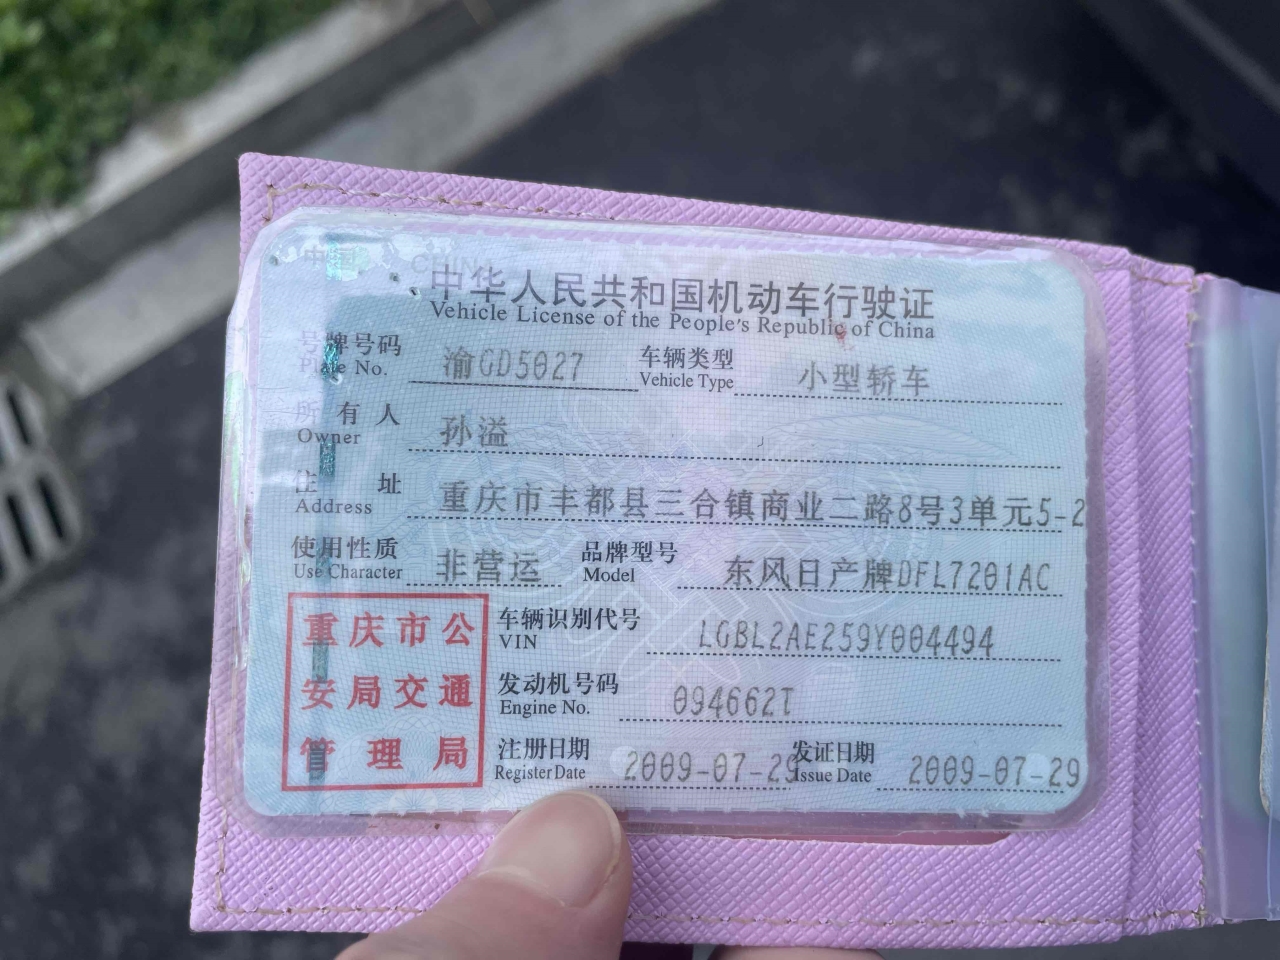 中国 CHINA
中华人民共和国机动车行驶证
Vehicle License of the People's Republic of China
号牌号码 渝GD5027 车辆类型 小型轿车
Plate No. Vehicle Type
所有人 孙溢
Owner
住址 重庆市丰都县三合镇商业二路8号3单元5-2
Address
使用性质 非营运 品牌型号 东风日产牌DFL7201AC
Use Character Model
重庆市公
安局交通
管理局
车辆识别代号 LGBL2AE259Y004494
VIN
发动机号码 094662T
Engine No.
注册日期 2009-07-29 发证日期 2009-07-29
Register Date Issue Date